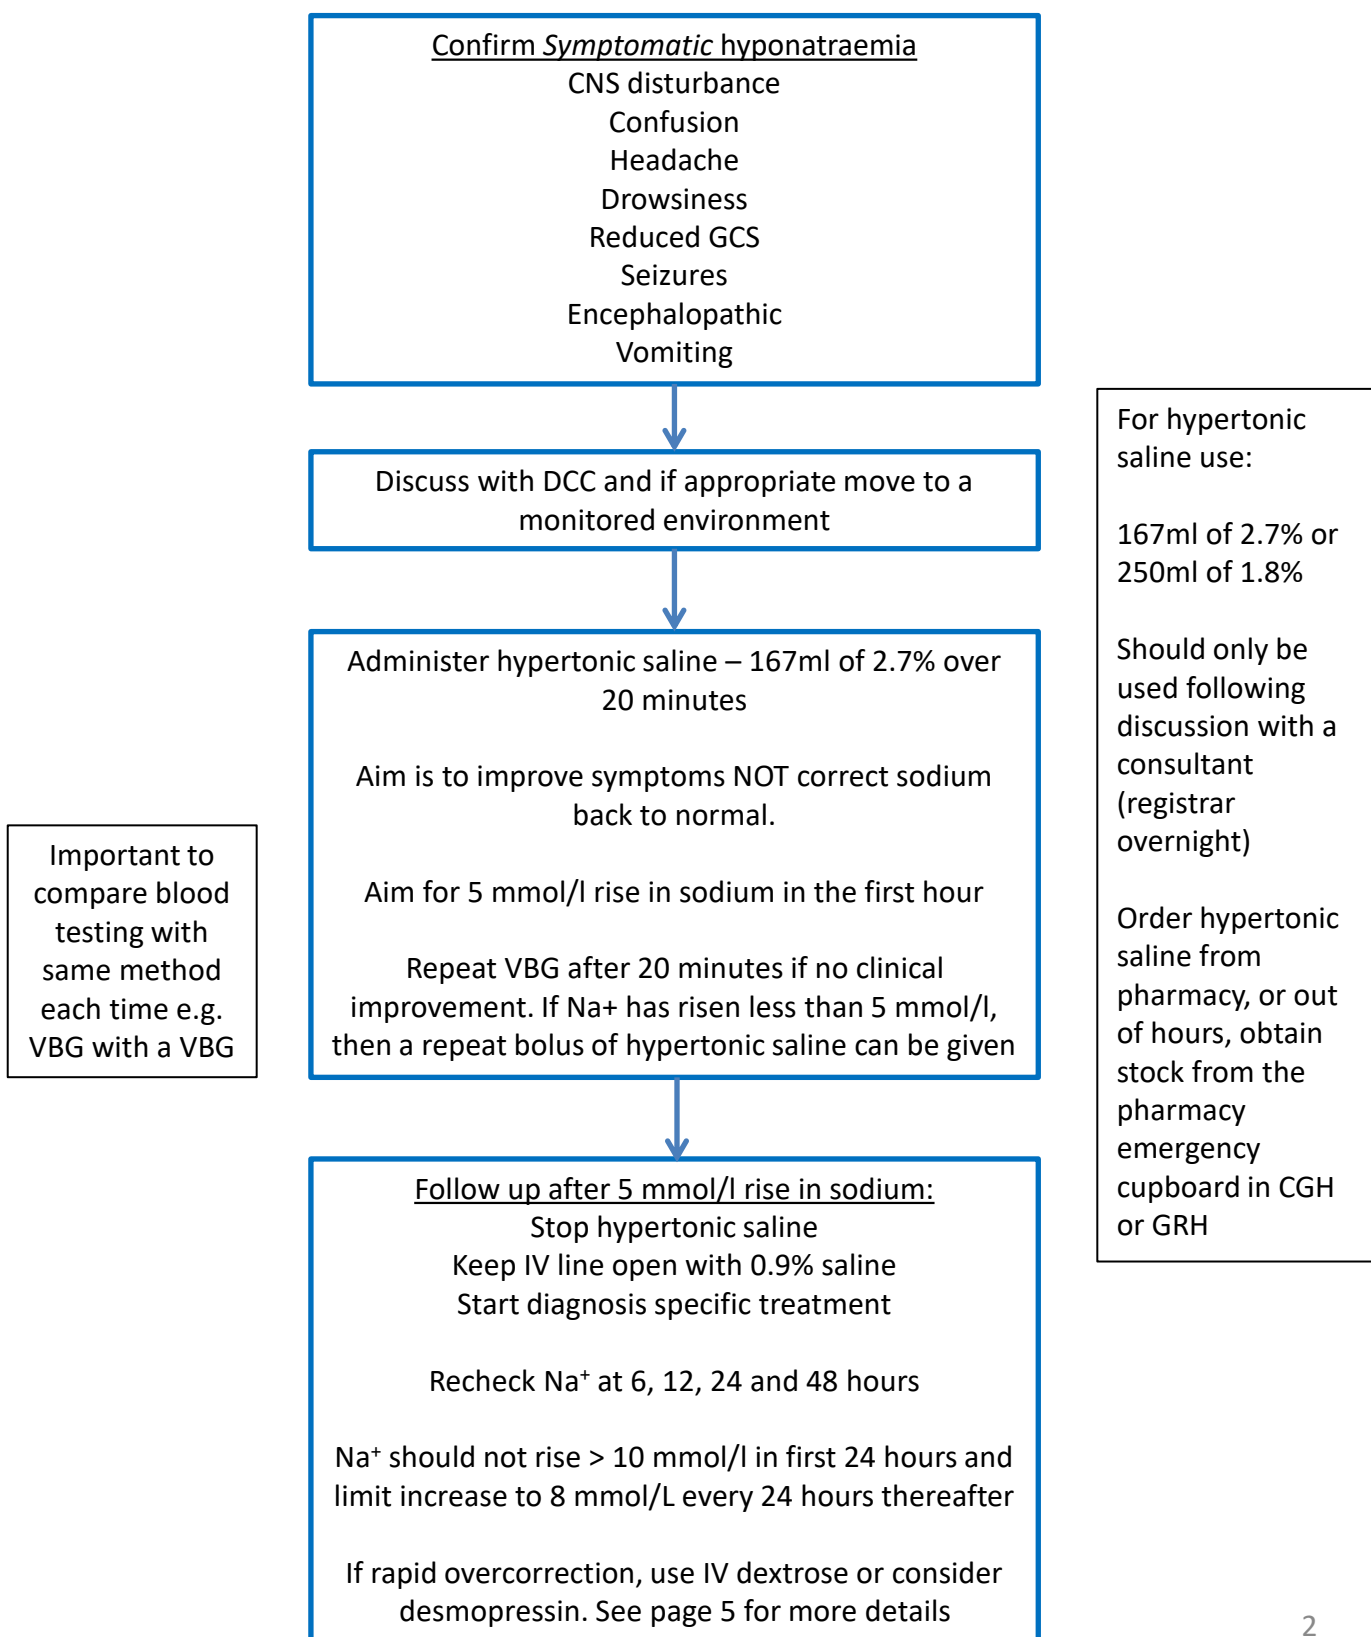 Confirm Symptomatic hyponatraemia
CNS disturbance
Confusion
Headache
Drowsiness
Reduced GCS
Seizures
Encephalopathic
Vomiting
Discuss with DCC and if appropriate move to a
monitored environment
Administer hypertonic saline – 167ml of 2.7% over
20 minutes
Aim is to improve symptoms NOT correct sodium
back to normal.
Aim for 5 mmol/l rise in sodium in the first hour
Repeat VBG after 20 minutes if no clinical
improvement. If Na+ has risen less than 5 mmol/l,
then a repeat bolus of hypertonic saline can be given
Important to
compare blood
testing with
same method
each time e.g.
VBG with a VBG
For hypertonic
saline use:
167ml of 2.7% or
250ml of 1.8%
Should only be
used following
discussion with a
consultant
(registrar
overnight)
Order hypertonic
saline from
pharmacy, or out
of hours, obtain
stock from the
pharmacy
emergency
cupboard in CGH
or GRH
Follow up after 5 mmol/l rise in sodium:
Stop hypertonic saline
Keep IV line open with 0.9% saline
Start diagnosis specific treatment
Recheck Na⁺ at 6, 12, 24 and 48 hours
Na⁺ should not rise > 10 mmol/l in first 24 hours and
limit increase to 8 mmol/L every 24 hours thereafter
If rapid overcorrection, use IV dextrose or consider
desmopressin. See page 5 for more details
2